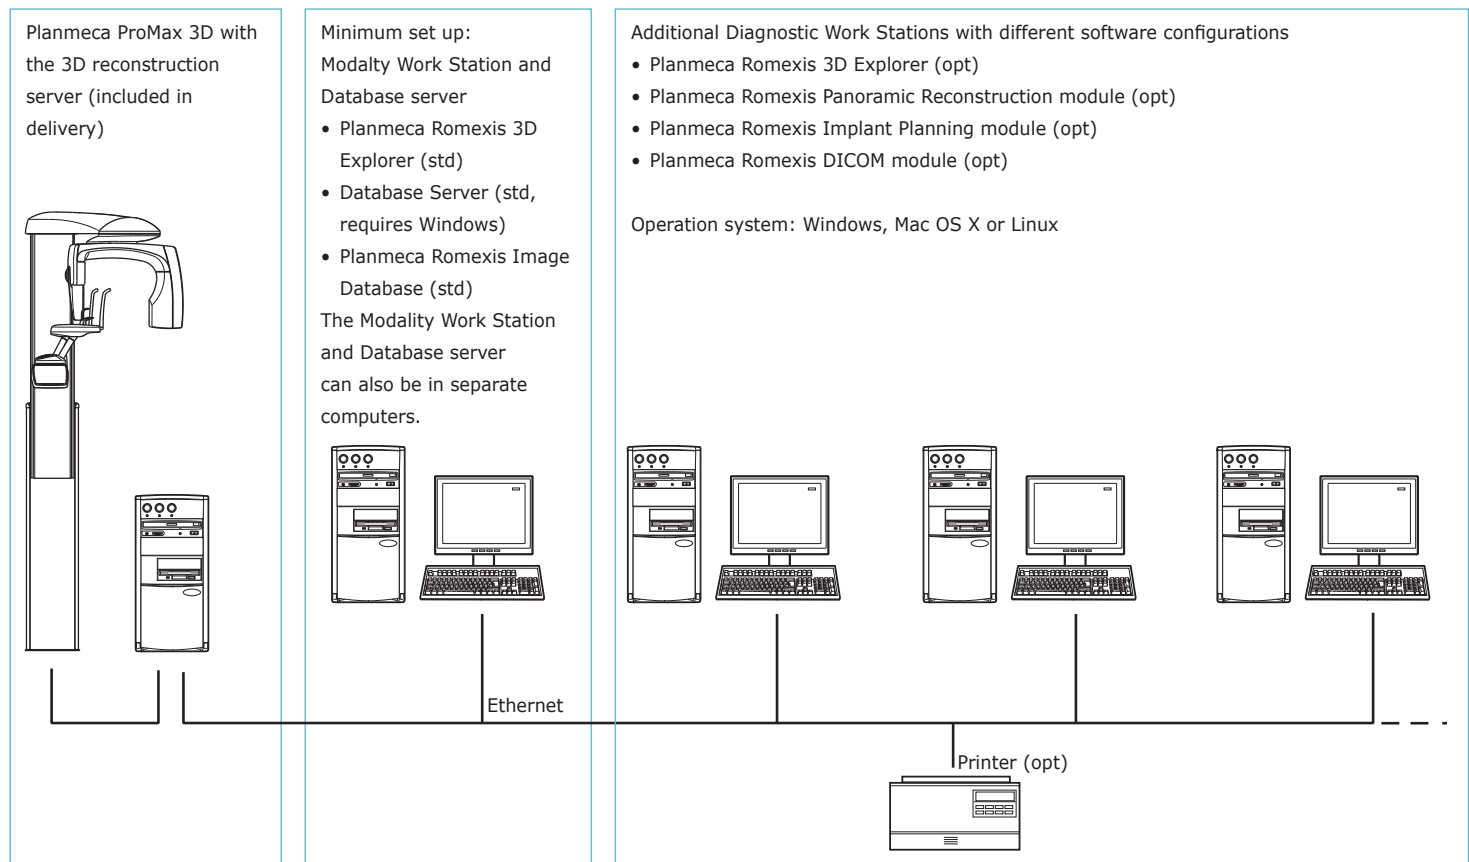 Planmeca ProMax 3D with
the 3D reconstruction
server (included in
delivery)
Minimum set up:
Modalty Work Station and
Database server
• Planmeca Romexis 3D
Explorer (std)
• Database Server (std,
requires Windows)
• Planmeca Romexis Image
Database (std)
The Modality Work Station
and Database server
can also be in separate
computers.
Additional Diagnostic Work Stations with different software configurations
• Planmeca Romexis 3D Explorer (opt)
• Planmeca Romexis Panoramic Reconstruction module (opt)
• Planmeca Romexis Implant Planning module (opt)
• Planmeca Romexis DICOM module (opt)
Operation system: Windows, Mac OS X or Linux
Ethernet
Printer (opt)